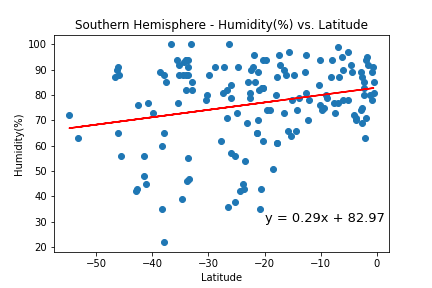 Southern Hemisphere - Humidity(%) vs. Latitude
100
90
80
70
60
50
40
30
20
Humidity(%)
y = 0.29x + 82.97
−50 −40 −30 −20 −10 0
Latitude